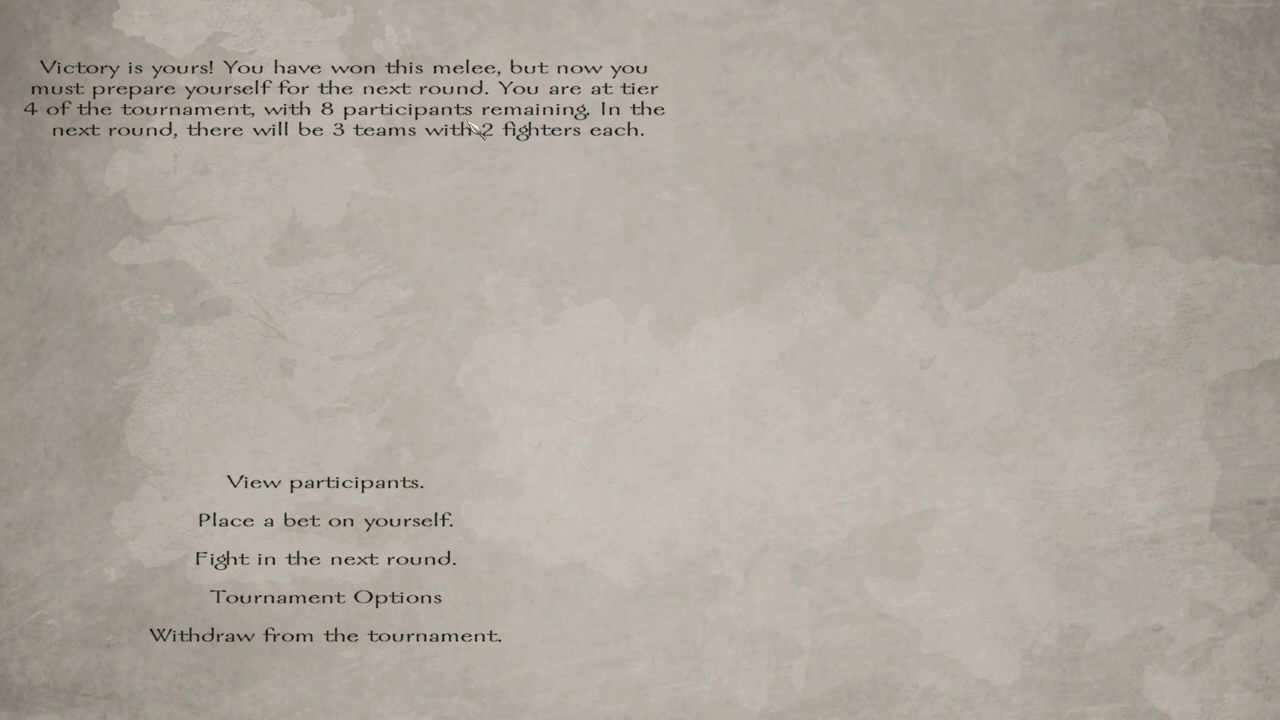 Victory is yours! You have won this melee, but now you
must prepare yourself for the next round. You are at tier
4 of the tournament, with 8 participants remaining. In the
next round, there will be 3 teams with 2 fighters each.
View participants.
Place a bet on yourself.
Fight in the next round.
Tournament Options
Withdraw from the tournament.